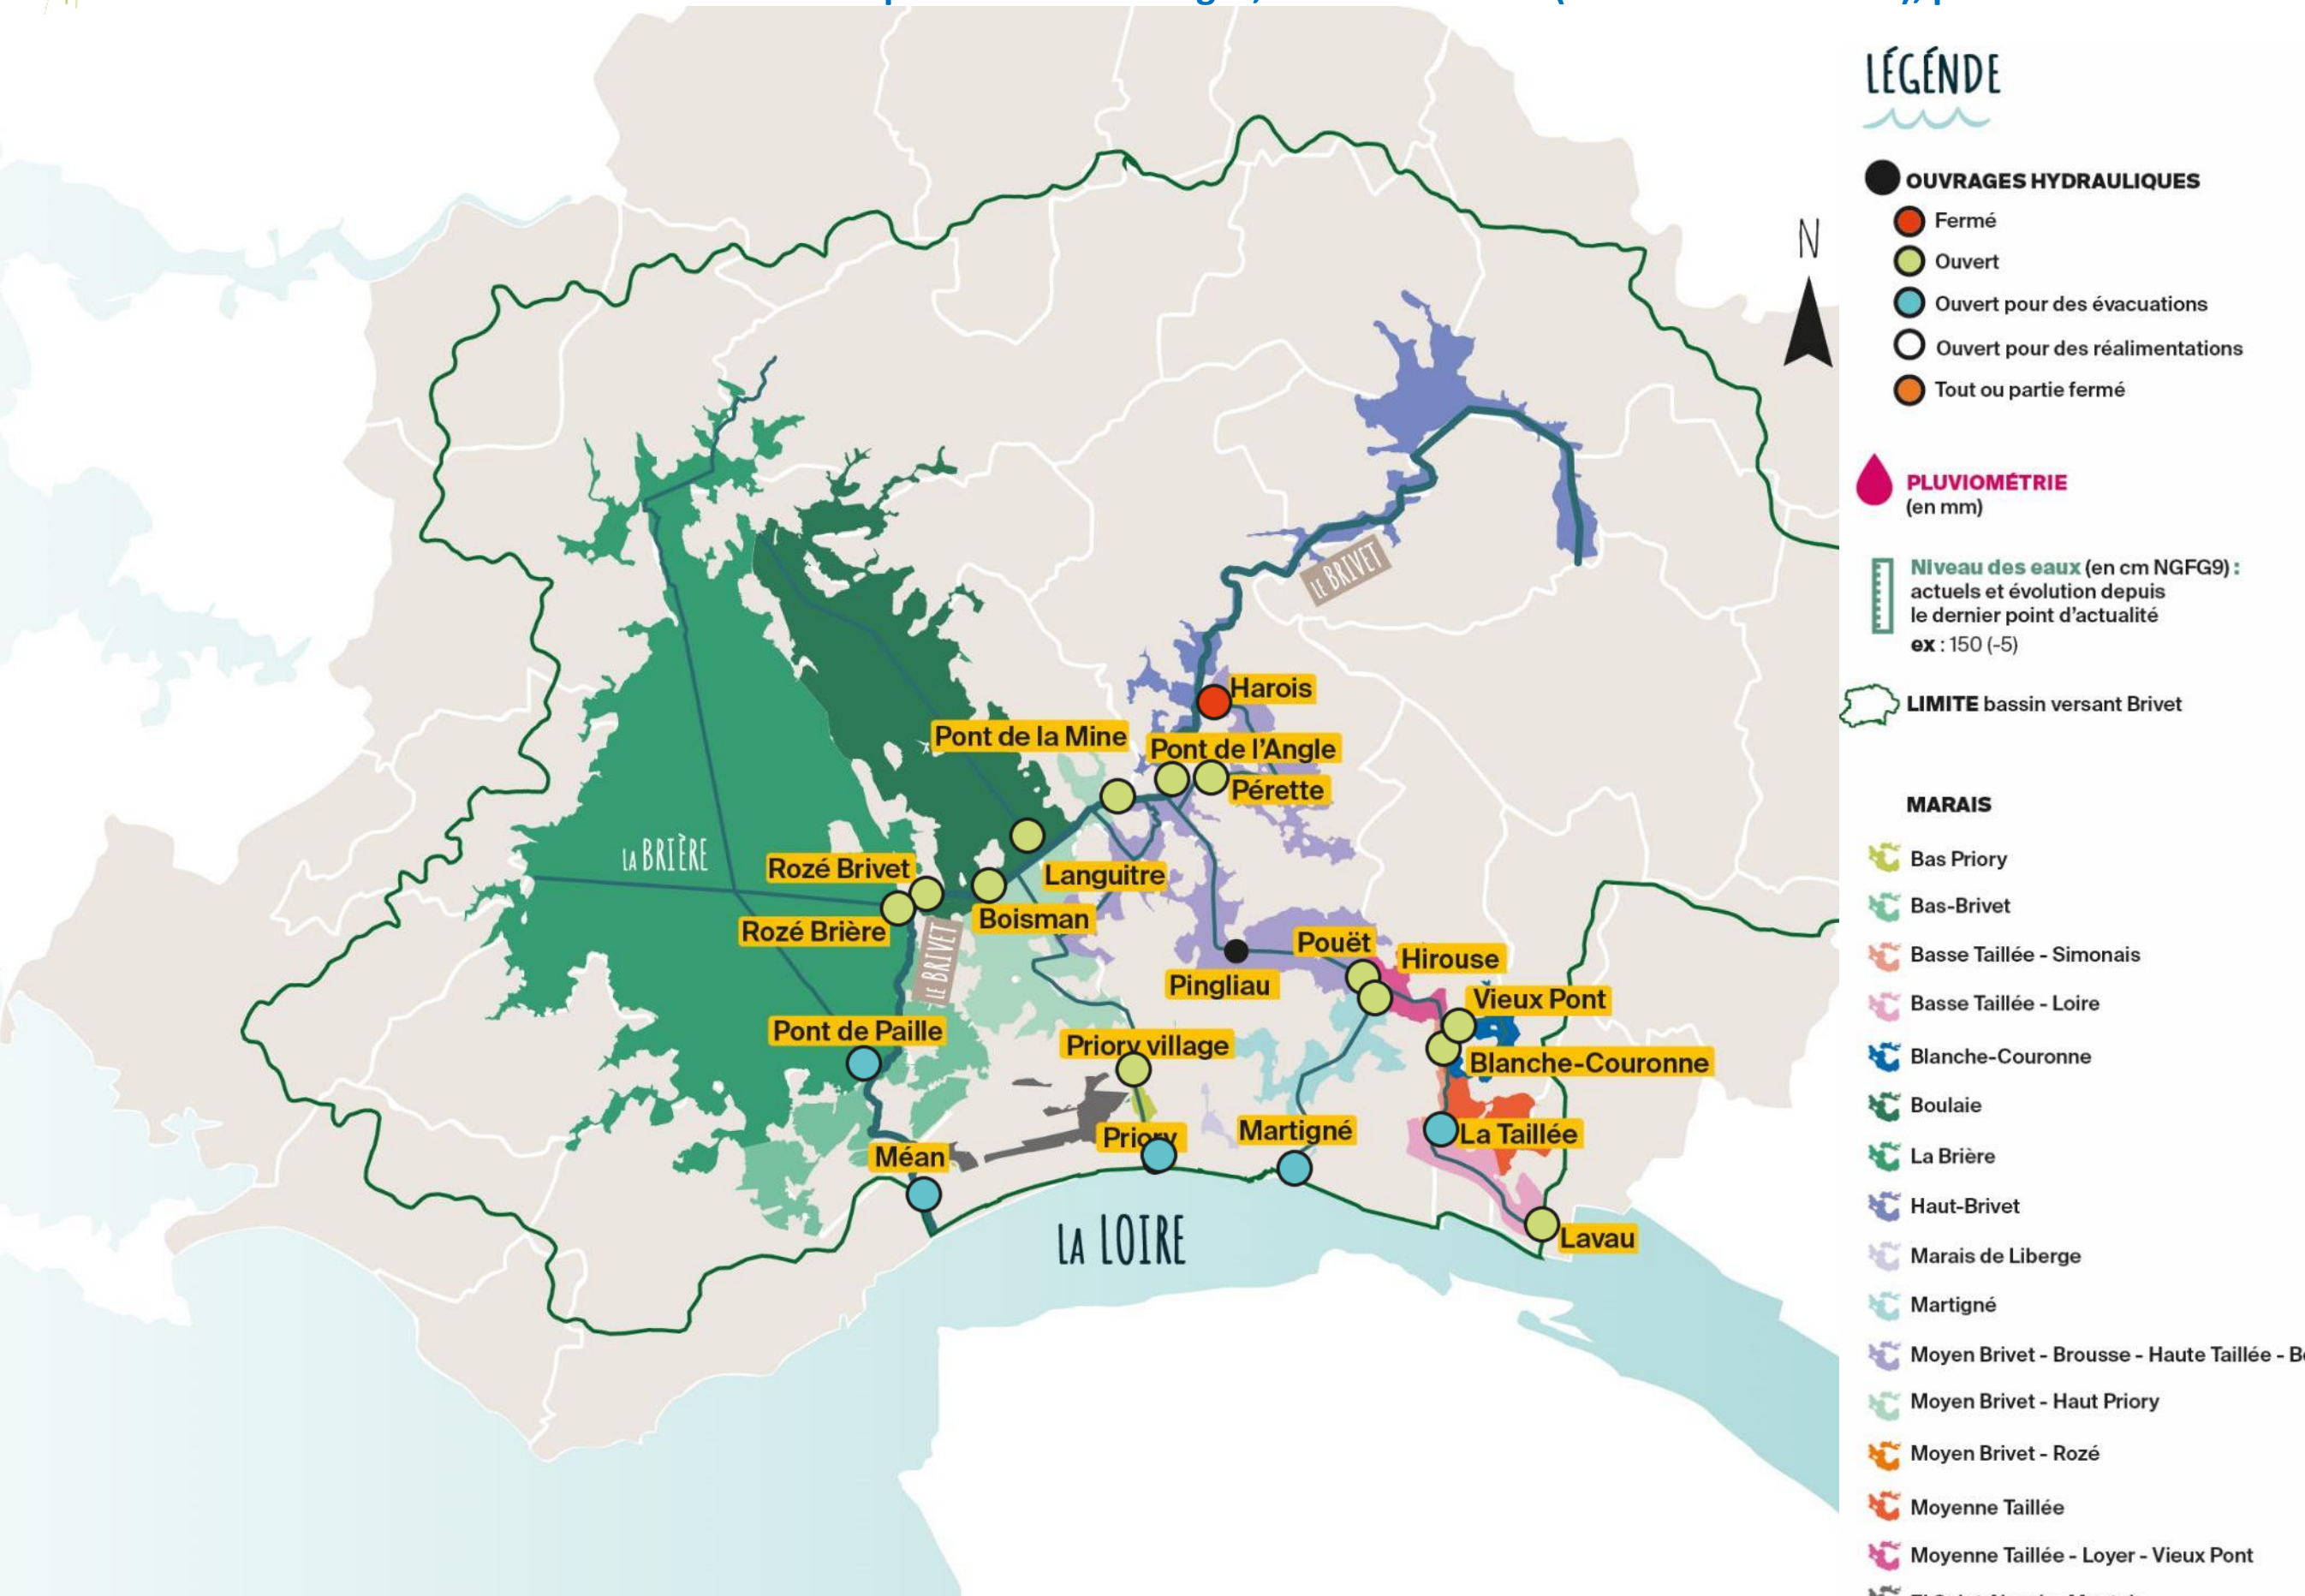 LÉGÉNDE
OUVRAGES HYDRAULIQUES
Fermé
Ouvert
Ouvert pour des évacuations
Ouvert pour des réalimentations
Tout ou partie fermé
N
PLUVIOMÉTRIE
(en mm)
Niveau des eaux (en cm NGFG9) :
actuels et évolution depuis
le dernier point d'actualité
ex : 150 (-5)
LIMITE bassin versant Brivet
MARAIS
Bas Priory
Bas-Brivet
Basse Taillée - Simonais
Basse Taillée - Loire
Blanche-Couronne
Boulaie
La Brière
Haut-Brivet
Marais de Liberge
Martigné
Moyen Brivet - Brousse - Haute Taillée -
Moyen Brivet - Haut Priory
Moyen Brivet - Rozé
Moyenne Taillée
Moyenne Taillée - Loyer - Vieux Pont
LE BRIVET
Harois
Pont de la Mine
Pont de l'Angle
Pérette
LA BRIÈRE
Rozé Brivet
Languitre
Rozé Brière
Boisman
LE BRIVET
Pouët
Hirouse
Pingliau
Vieux Pont
Pont de Paille
Priory village
Blanche-Couronne
Priory
Martigné
La Taillée
Méan
LA LOIRE
Lavau